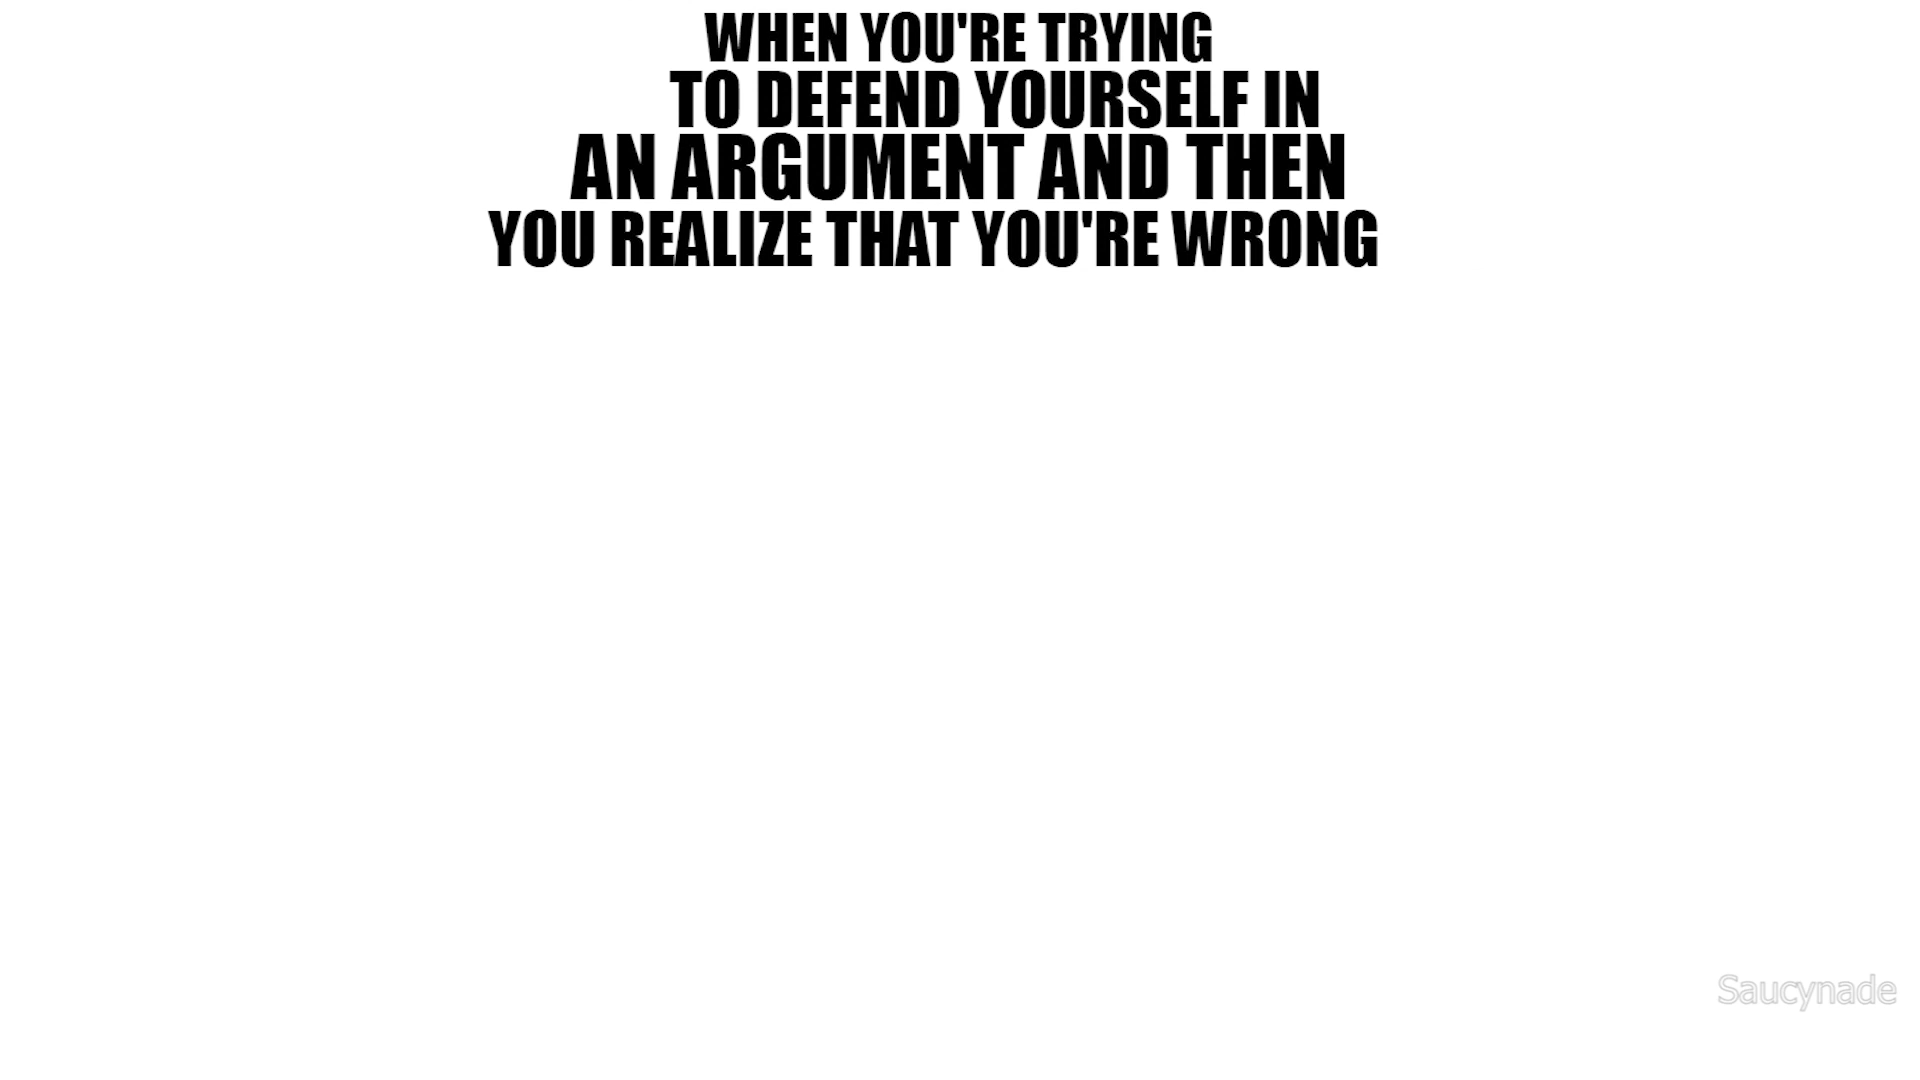 WHEN YOU'RE TRYING
TO DEFEND YOURSELF IN
AN ARGUMENT AND THEN
YOU REALIZE THAT YOU'RE WRONG
Saucynade